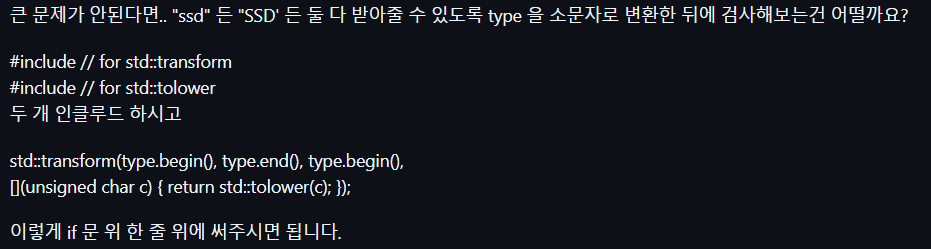 큰 문제가 안된다면.. "ssd" 든 "SSD' 든 둘 다 받아줄 수 있도록 type 을 소문자로 변환한 뒤에 검사해보는건 어떨까요?
#include // for std::transform
#include // for std::tolower
두 개 인클루드 하시고
std::transform(type.begin(), type.end(), type.begin(),
[](unsigned char c) { return std::tolower(c); });
이렇게 if 문 위 한 줄 위에 써주시면 됩니다.